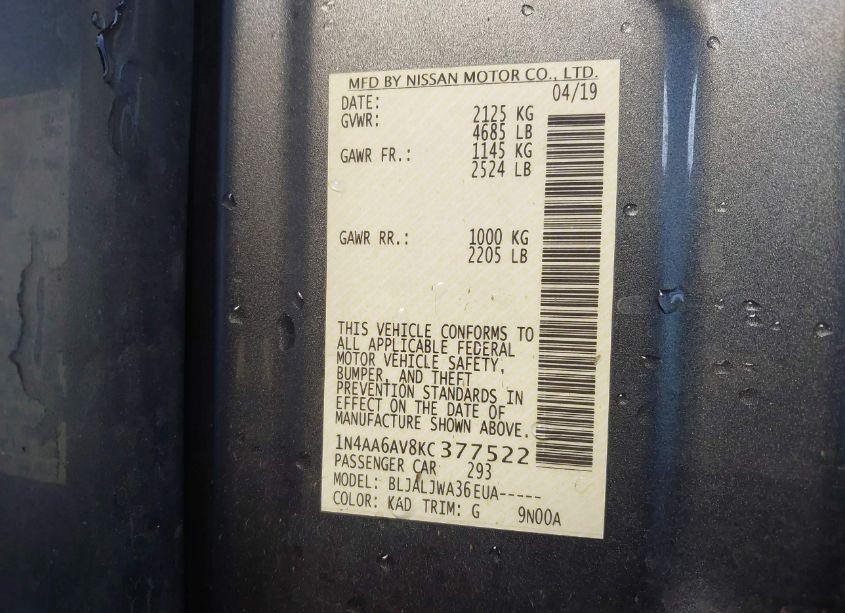 MFD BY NISSAN MOTOR CO., LTD.
DATE: 04/19
GVWR: 2125 KG
4685 LB
GAWR FR.: 1145 KG
2524 LB
GAWR RR.: 1000 KG
2205 LB
THIS VEHICLE CONFORMS TO
ALL APPLICABLE FEDERAL
MOTOR VEHICLE SAFETY,
BUMPER, AND THEFT
PREVENTION STANDARDS IN
EFFECT ON THE DATE OF
MANUFACTURE SHOWN ABOVE.
1N4AA6AV8KC377522
PASSENGER CAR 293
MODEL: BLJALJWA36EUA-----
COLOR: KAD TRIM: G 9N00A